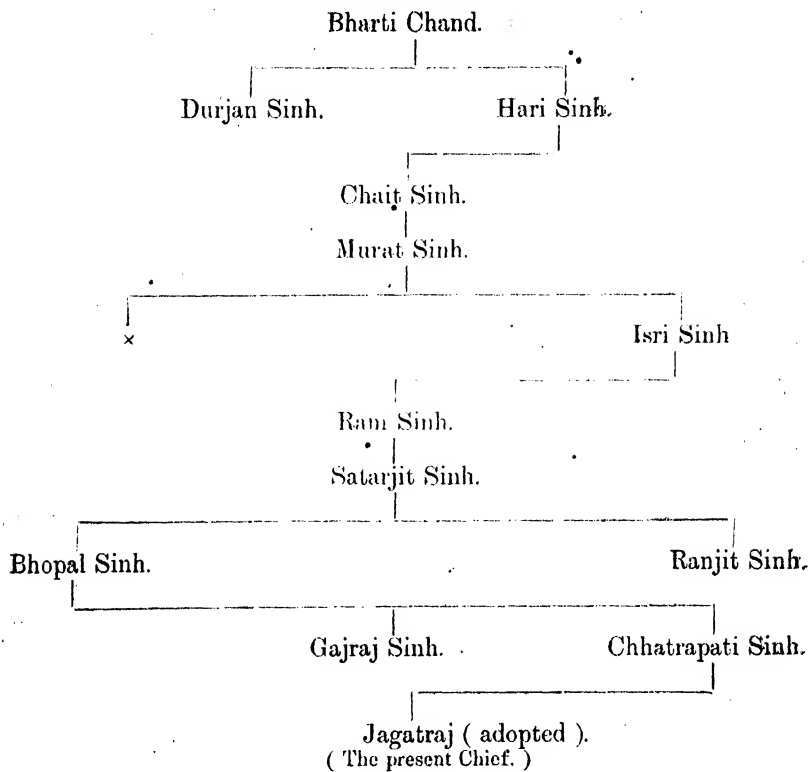 Bharti Chand.
Durjan Sinh. Hari Sinh.
Chait Sinh.
Murat Sinh.
× Isri Sinh
Ram Sinh.
Satarjit Sinh.
Bhopal Sinh. Ranjit Sinh.
Gajraj Sinh. Chhatrapati Sinh.
Jagatraj ( adopted ).
( The present Chief. )